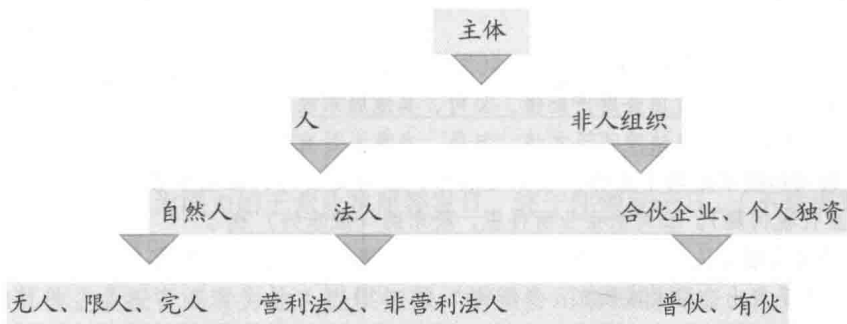 主体
人 非人组织
自然人 法人 合伙企业、个人独资
无人、限人、完人 营利法人、非营利法人 普伙、有伙